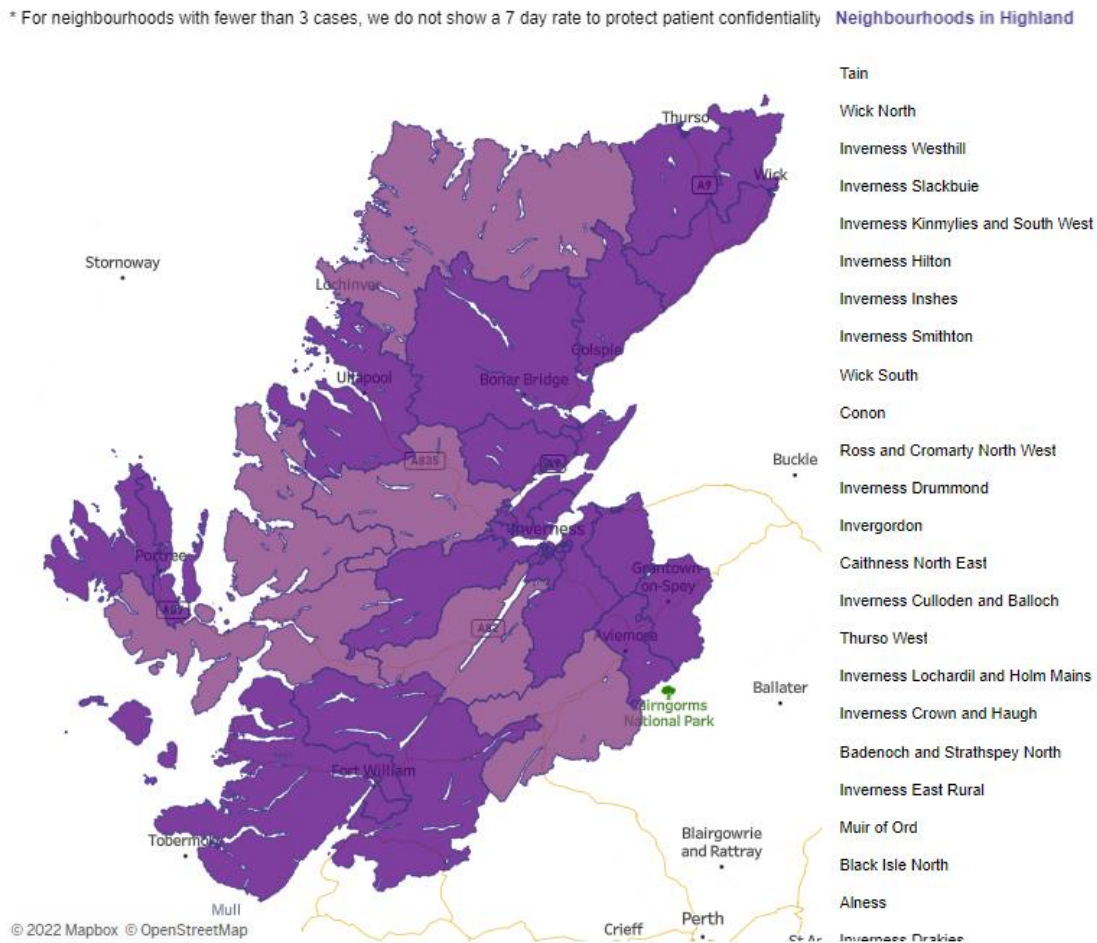 * For neighbourhoods with fewer than 3 cases, we do not show a 7 day rate to protect patient confidentiality
Neighbourhoods in Highland
Tain
Wick North
Inverness Westhill
Inverness Slackbuie
Inverness Kinmylies and South West
Inverness Hilton
Inverness Inshes
Inverness Smithton
Wick South
Conon
Ross and Cromarty North West
Inverness Drummond
Invergordon
Caithness North East
Inverness Culloden and Balloch
Thurso West
Inverness Lochardil and Holm Mains
Inverness Crown and Haugh
Badenoch and Strathspey North
Inverness East Rural
Muir of Ord
Black Isle North
Alness
Inverness Drakies
Thurso
A9
Wick
Stornoway
Lochinver
Golspie
Ullapool
Bonar Bridge
A835
A9
Buckie
Inverness
Portree
Grantown-
on-Spey
A87
A82
Aviemore
Ballater
Cairngorms
National Park
Fort William
Tobermory
Blairgowrie
and Rattray
Mull
Crieff
Perth
© 2022 Mapbox © OpenStreetMap